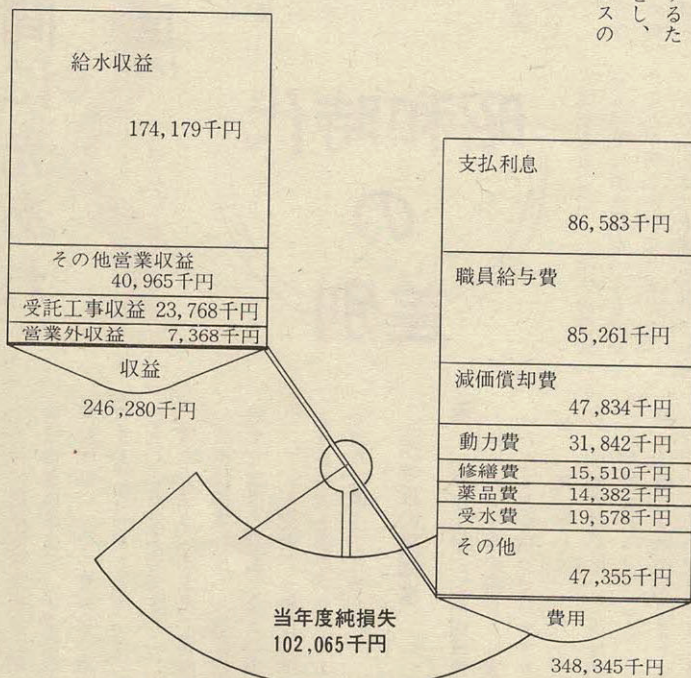 るた
とし、
スの
給水収益
174,179千円
その他営業収益
40,965千円
受託工事収益 23,768千円
営業外収益 7,368千円
収益
246,280千円
支払利息
86,583千円
職員給与費
85,261千円
減価償却費
47,834千円
動力費 31,842千円
修繕費 15,510千円
薬品費 14,382千円
受水費 19,578千円
その他
47,355千円
費用
348,345千円
当年度純損失
102,065千円